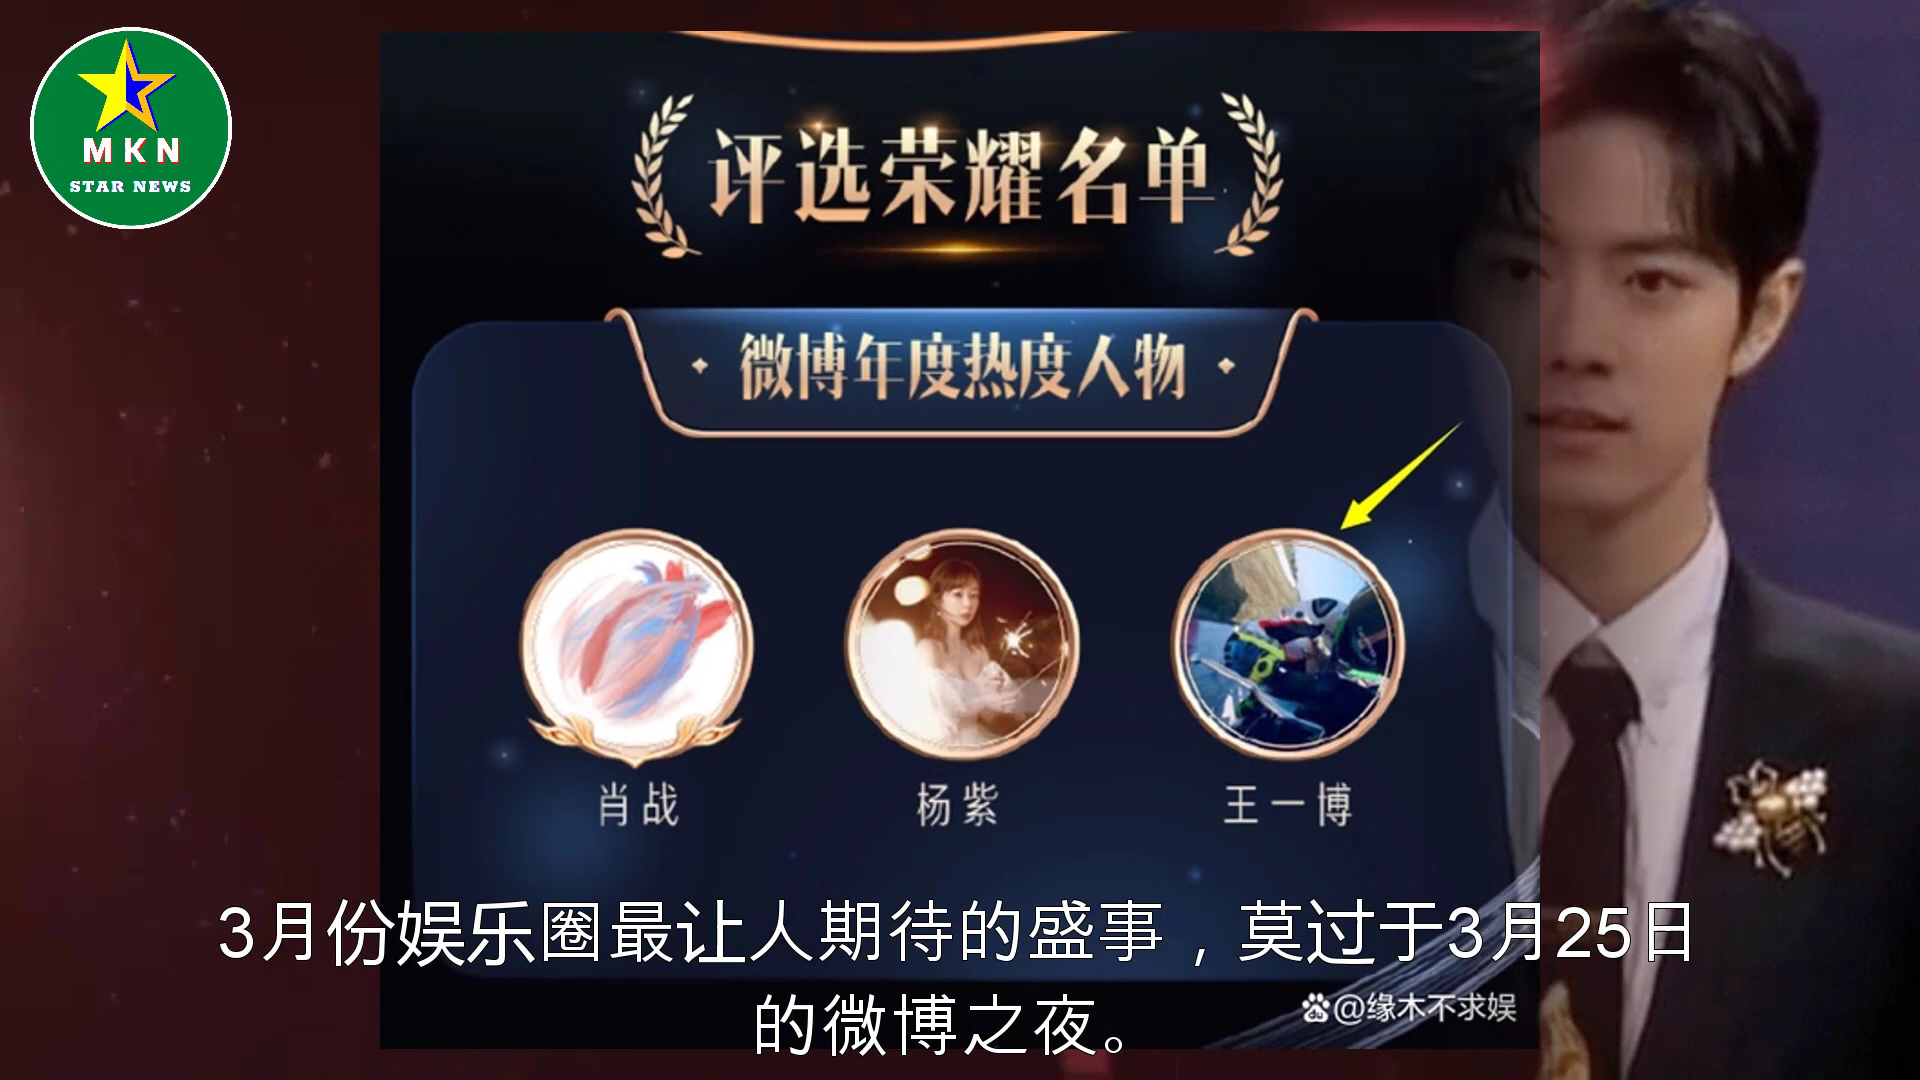 MKN
STAR NEWS
评选荣耀名单
微博年度热度人物
肖战
杨紫
王一博
3月份娱乐圈最让人期待的盛事，莫过于3月25日
的微博之夜。
du @缘木不求娱